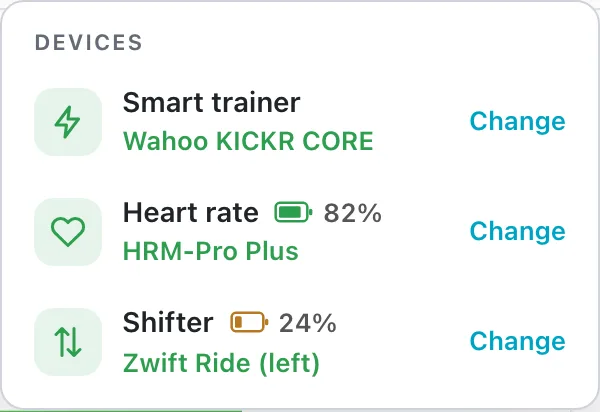 DEVICES
Smart trainer
Wahoo KICKR CORE
Change
Heart rate 82%
HRM-Pro Plus
Change
Shifter 24%
Zwift Ride (left)
Change